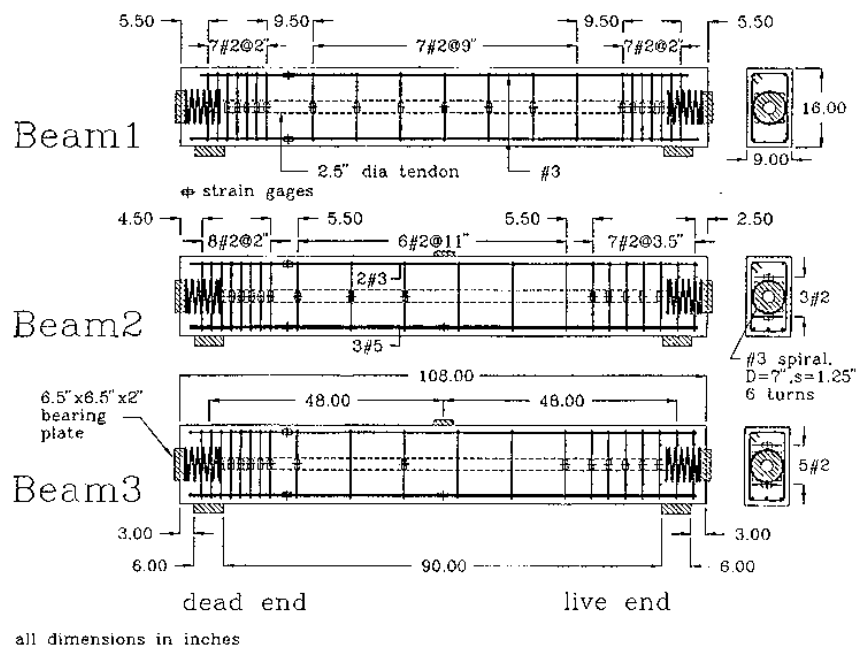 5.50 9.50 9.50 5.50
7#2@2" 7#2@9" 7#2@2"
Beam1
16.00
9.00
2.5" dia tendon #3
strain gages
4.50 5.50 5.50 2.50
8#2@2" 6#2@11" 7#2@3.5"
2#3
3#2
Beam2
3#5
#3 spiral,
D=7",s=1.25"
6 turns
108.00
6.5"x6.5"x2"
bearing
plate
48.00 48.00
5#2
Beam3
3.00 3.00
6.00 90.00 6.00
dead end live end
all dimensions in inches